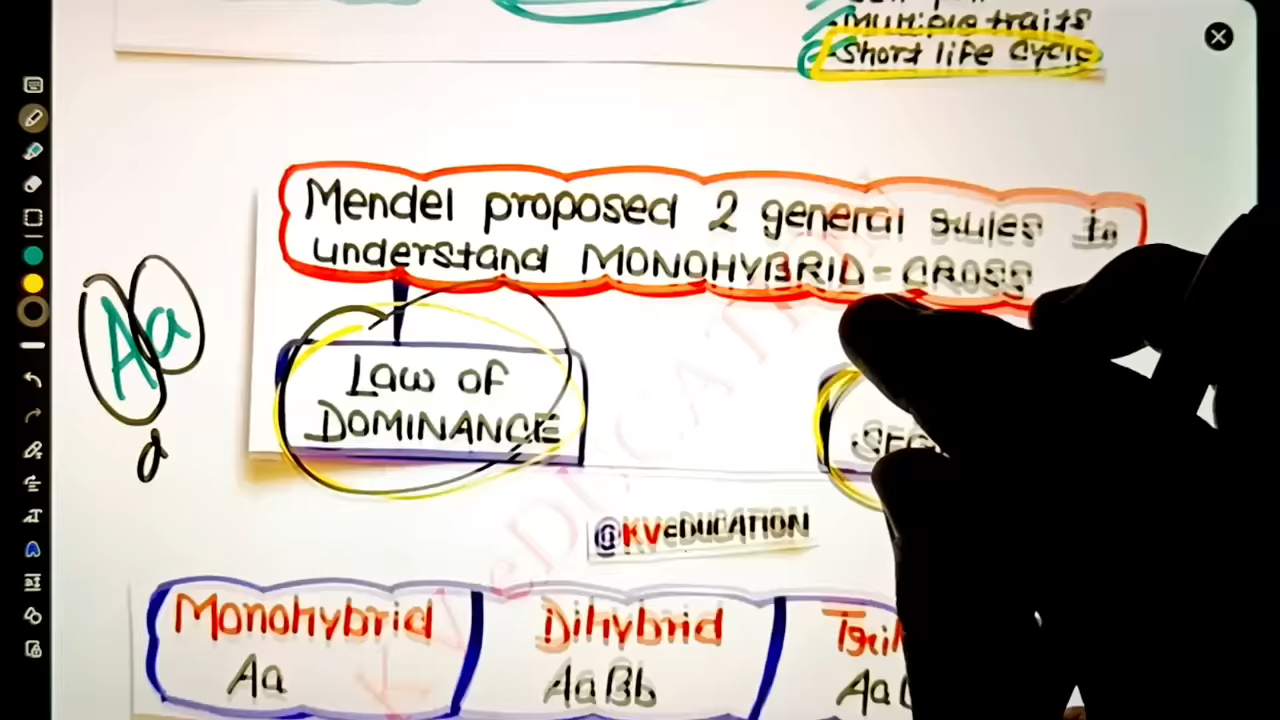 Multiple traits
Short life cycle
Mendel proposed 2 general rules to
understand MONOHYBRID = CROSS
Aa
Law of
DOMINANCE
@KVeDUCATION
KVeDUCATION
Monohybrid
Dihybrid
Aa
AaBb